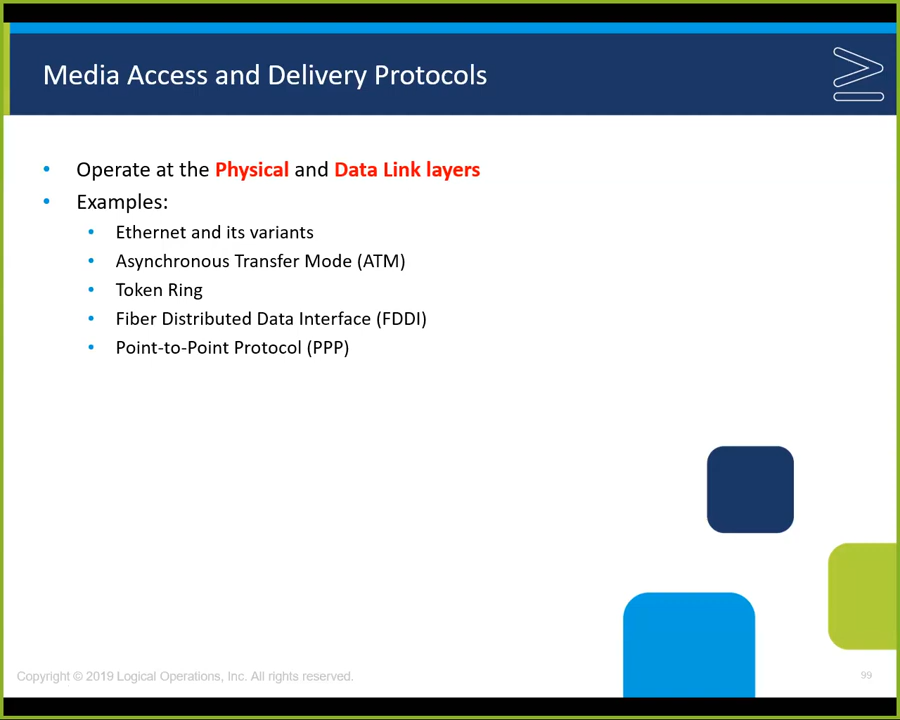 Media Access and Delivery Protocols
• Operate at the Physical and Data Link layers
• Examples:
• Ethernet and its variants
• Asynchronous Transfer Mode (ATM)
• Token Ring
• Fiber Distributed Data Interface (FDDI)
• Point-to-Point Protocol (PPP)
Copyright © 2019 Logical Operations, Inc. All rights reserved.
99